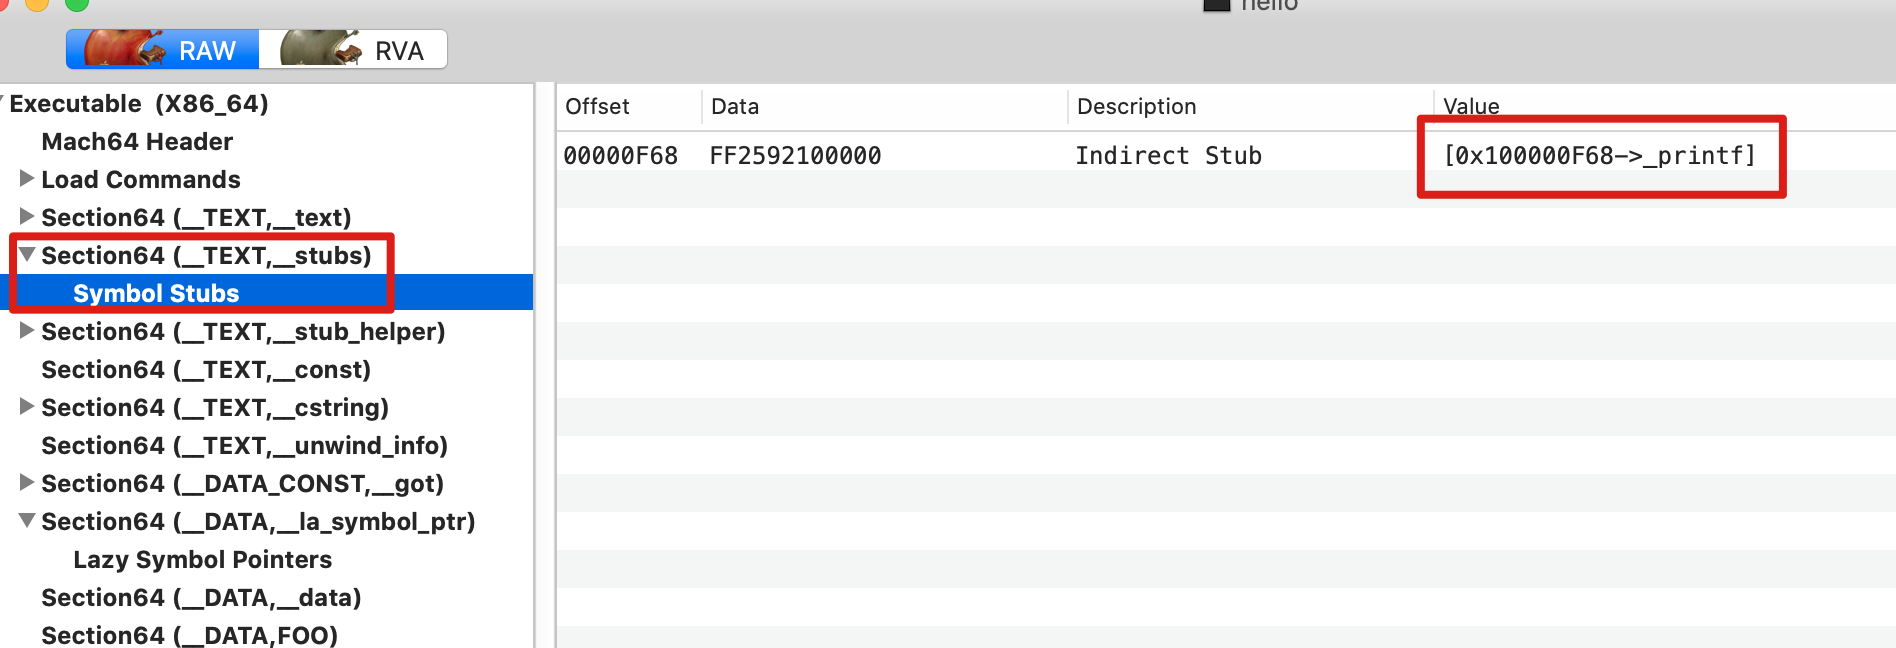 hello
RAW
RVA
Executable (X86_64)
Mach64 Header
Load Commands
Section64 (__TEXT,__text)
Section64 (__TEXT,__stubs)
Symbol Stubs
Section64 (__TEXT,__stub_helper)
Section64 (__TEXT,__const)
Section64 (__TEXT,__cstring)
Section64 (__TEXT,__unwind_info)
Section64 (__DATA_CONST,__got)
Section64 (__DATA,__la_symbol_ptr)
Lazy Symbol Pointers
Section64 (__DATA,__data)
Section64 (__DATA,FOO)
Offset Data Description Value
00000F68 FF2592100000 Indirect Stub [0x100000F68->_printf]